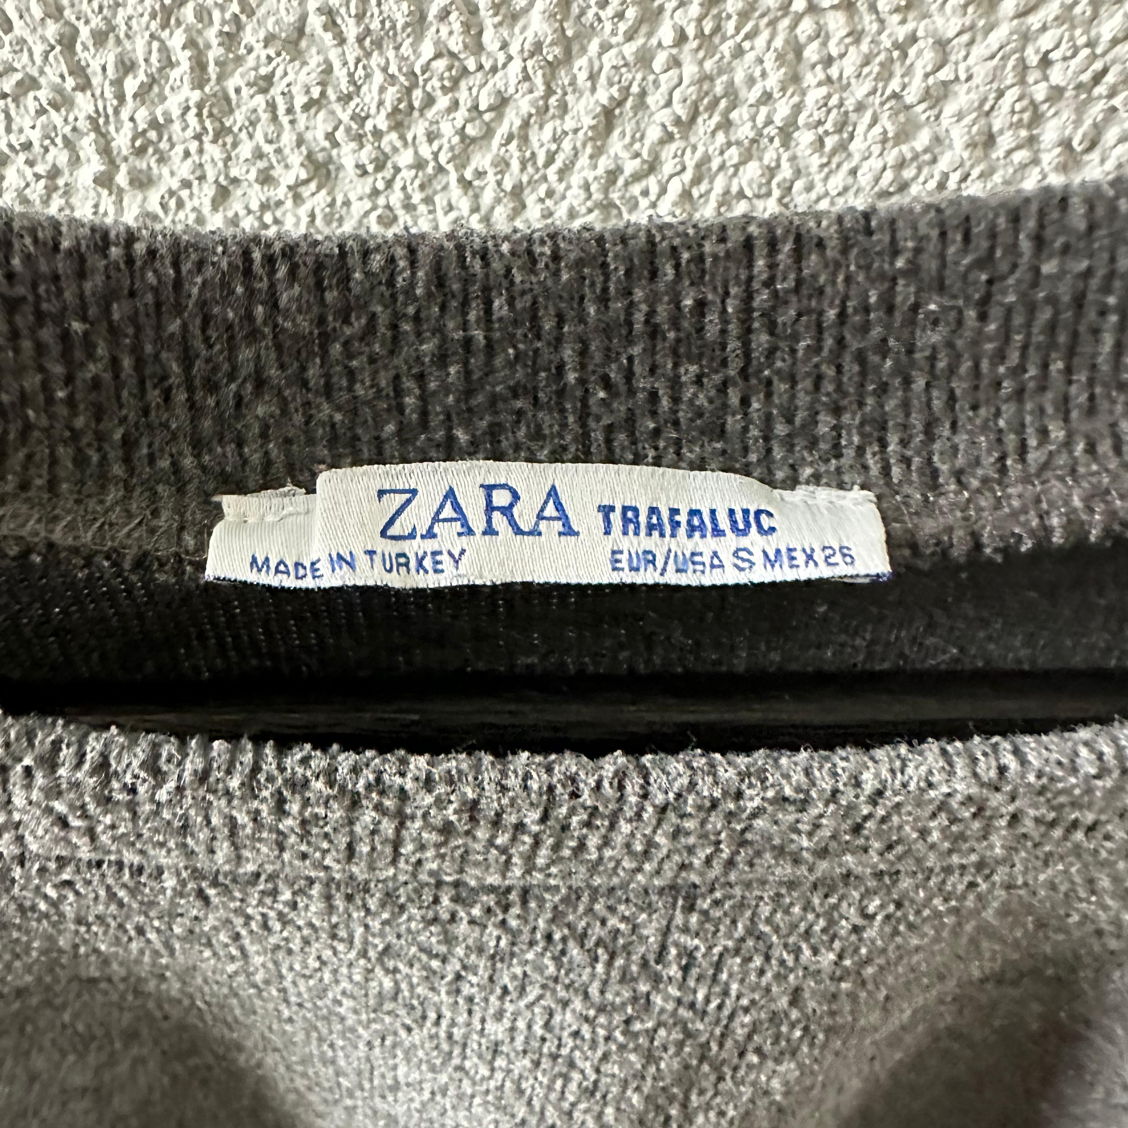 ZARA TRAFALUC
MADE IN TURKEY EUR/USA S MEX 26